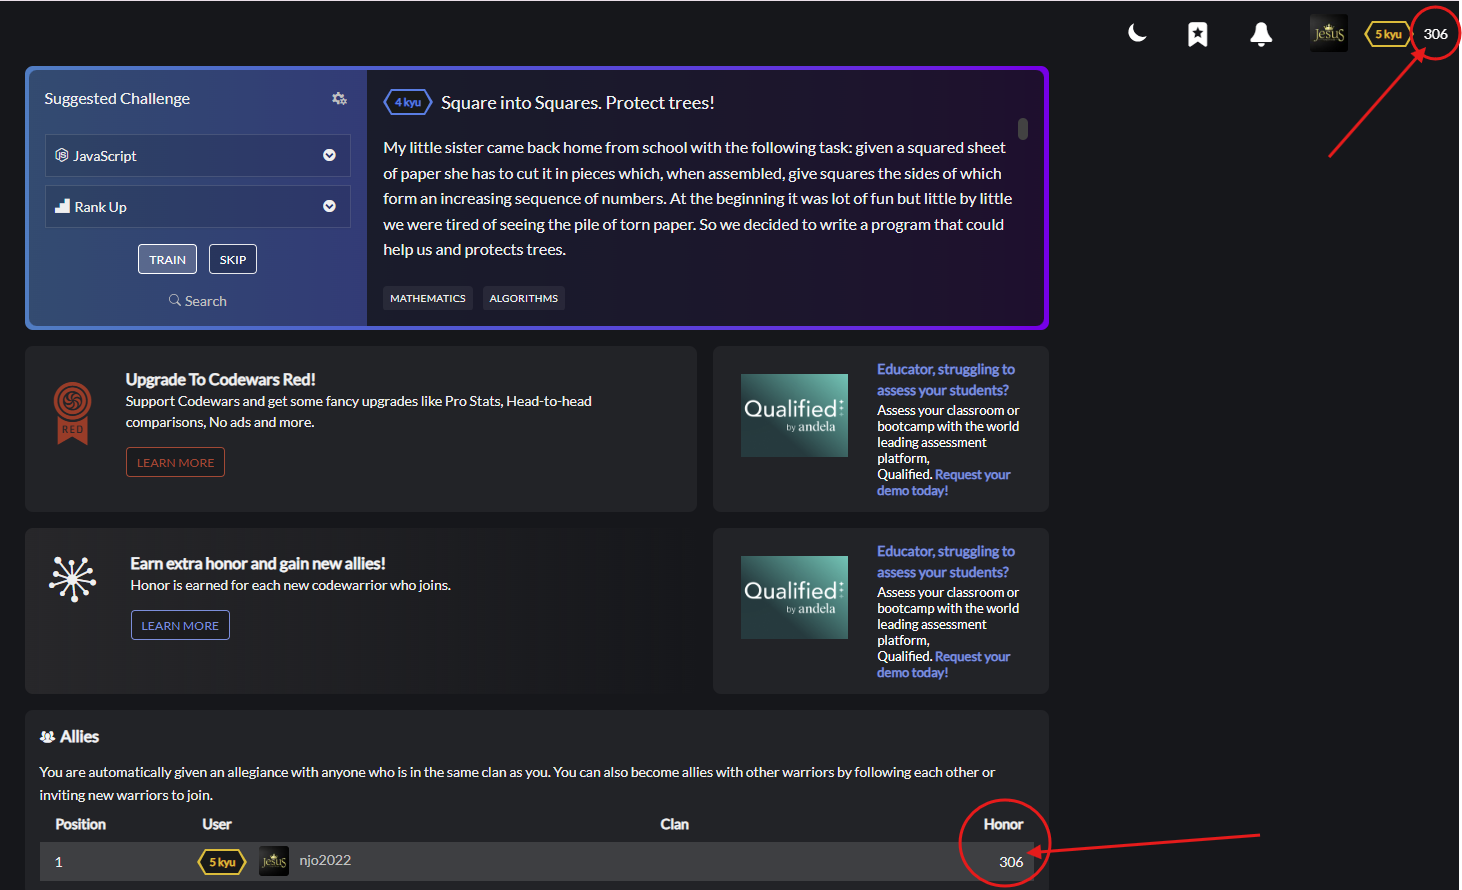 Jesus
5 kyu
306
Suggested Challenge
JavaScript
Rank Up
TRAIN
SKIP
Search
4 kyu
Square into Squares. Protect trees!
My little sister came back home from school with the following task: given a squared sheet
of paper she has to cut it in pieces which, when assembled, give squares the sides of which
form an increasing sequence of numbers. At the beginning it was lot of fun but little by little
we were tired of seeing the pile of torn paper. So we decided to write a program that could
help us and protects trees.
MATHEMATICS
ALGORITHMS
RED
Upgrade To Codewars Red!
Support Codewars and get some fancy upgrades like Pro Stats, Head-to-head
comparisons, No ads and more.
LEARN MORE
Qualified
by andela
Educator, struggling to
assess your students?
Assess your classroom or
bootcamp with the world
leading assessment
platform,
Qualified. Request your
demo today!
Earn extra honor and gain new allies!
Honor is earned for each new codewarrior who joins.
LEARN MORE
Qualified
by andela
Educator, struggling to
assess your students?
Assess your classroom or
bootcamp with the world
leading assessment
platform,
Qualified. Request your
demo today!
Allies
You are automatically given an allegiance with anyone who is in the same clan as you. You can also become allies with other warriors by following each other or
inviting new warriors to join.
Position User Clan Honor
1 5 kyu Jesus njo2022 306